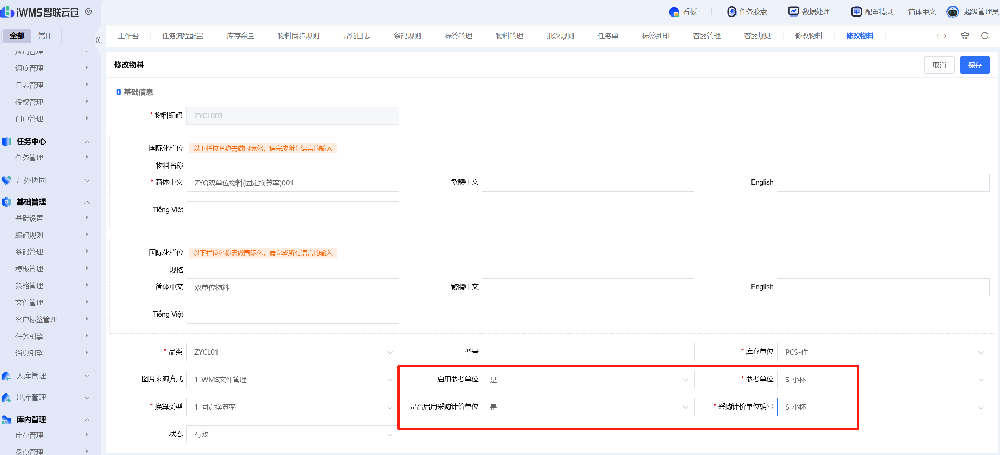 iWMS智联云仓
看板
任务胶囊
数据处理
配置精灵
简体中文
超级管理员
全部
常用
工作台
任务流程配置
库存余量
物料同步规则
异常日志
条码规则
标签管理
物料管理
批次规则
任务单
标签列印
容器管理
容器规则
修改物料
修改物料
应用管理
调度管理
日志管理
授权管理
门户管理
任务中心
任务管理
厂外协同
基础管理
基础设置
编码规则
条码管理
模板管理
策略管理
文件管理
客户标签管理
任务引擎
消息引擎
入库管理
出库管理
库内管理
库存管理
盘点管理
修改物料
取消
保存
基础信息
* 物料编码 ZYCL003
国际化栏位 以下栏位名称需做国际化，请完成所有语言的输入
物料名称
* 简体中文 ZYQ双单位物料(固定换算率)001
繁體中文
English
Tiếng Việt
国际化栏位 以下栏位名称需做国际化，请完成所有语言的输入
规格
简体中文 双单位物料
繁體中文
English
Tiếng Việt
* 品类 ZYCL01
型号
* 库存单位 PCS-件
图片来源方式 1-WMS文件管理
启用参考单位 是
* 参考单位 S-小杯
* 换算类型 1-固定换算率
是否启用采购计价单位 是
* 采购计价单位编号 S-小杯
状态 有效